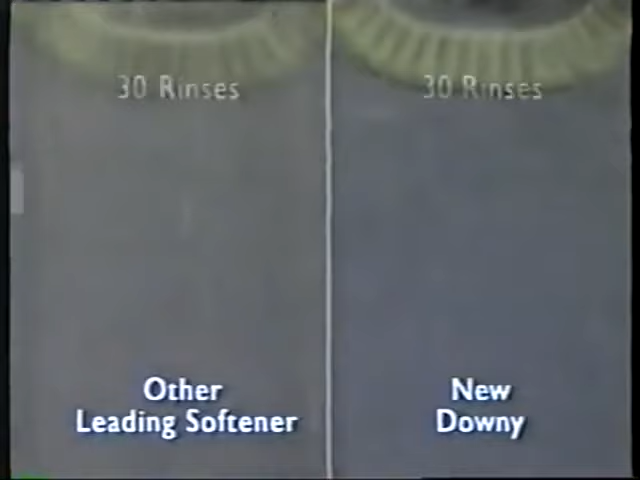 30 Rinses
30 Rinses
Other
Leading Softener
New
Downy